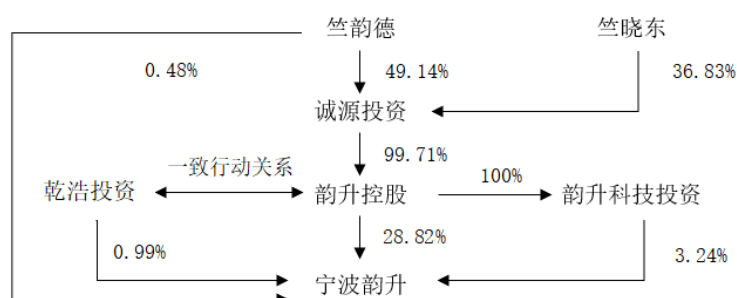 竺韵德
竺晓东
0.48%
49.14%
36.83%
诚源投资
99.71%
一致行动关系
乾浩投资
韵升控股
100%
韵升科技投资
28.82%
0.99%
3.24%
宁波韵升